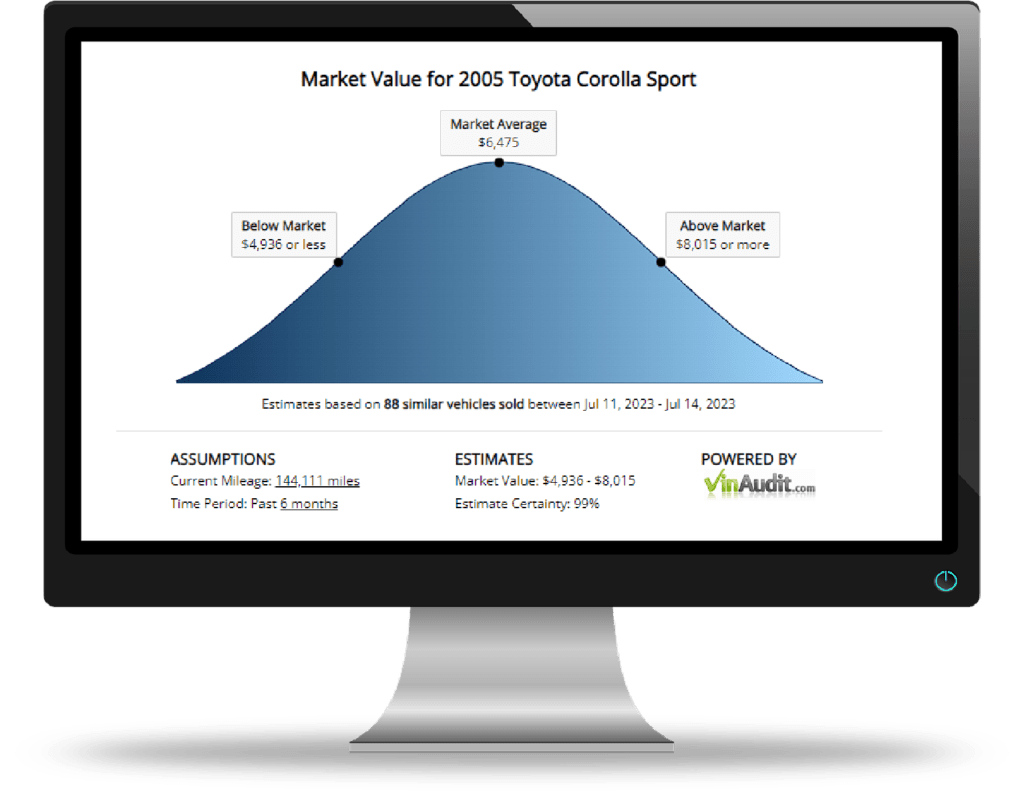 Market Value for 2005 Toyota Corolla Sport
Market Average
$6,475
Below Market
$4,936 or less
Above Market
$8,015 or more
Estimates based on 88 similar vehicles sold between Jul 11, 2023 - Jul 14, 2023
ASSUMPTIONS
Current Mileage: 144,111 miles
Time Period: Past 6 months
ESTIMATES
Market Value: $4,936 - $8,015
Estimate Certainty: 99%
POWERED BY
VinAudit.com